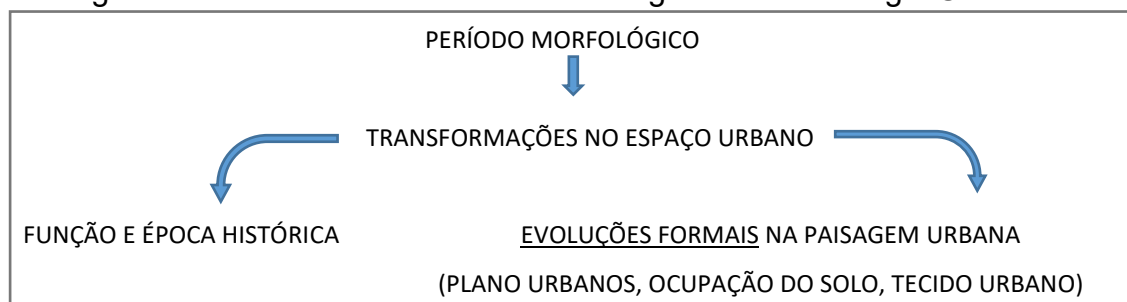 PERÍODO MORFOLÓGICO
TRANSFORMAÇÕES NO ESPAÇO URBANO
FUNÇÃO E ÉPOCA HISTÓRICA EVOLUÇÕES FORMAIS NA PAISAGEM URBANA
(PLANO URBANOS, OCUPAÇÃO DO SOLO, TECIDO URBANO)